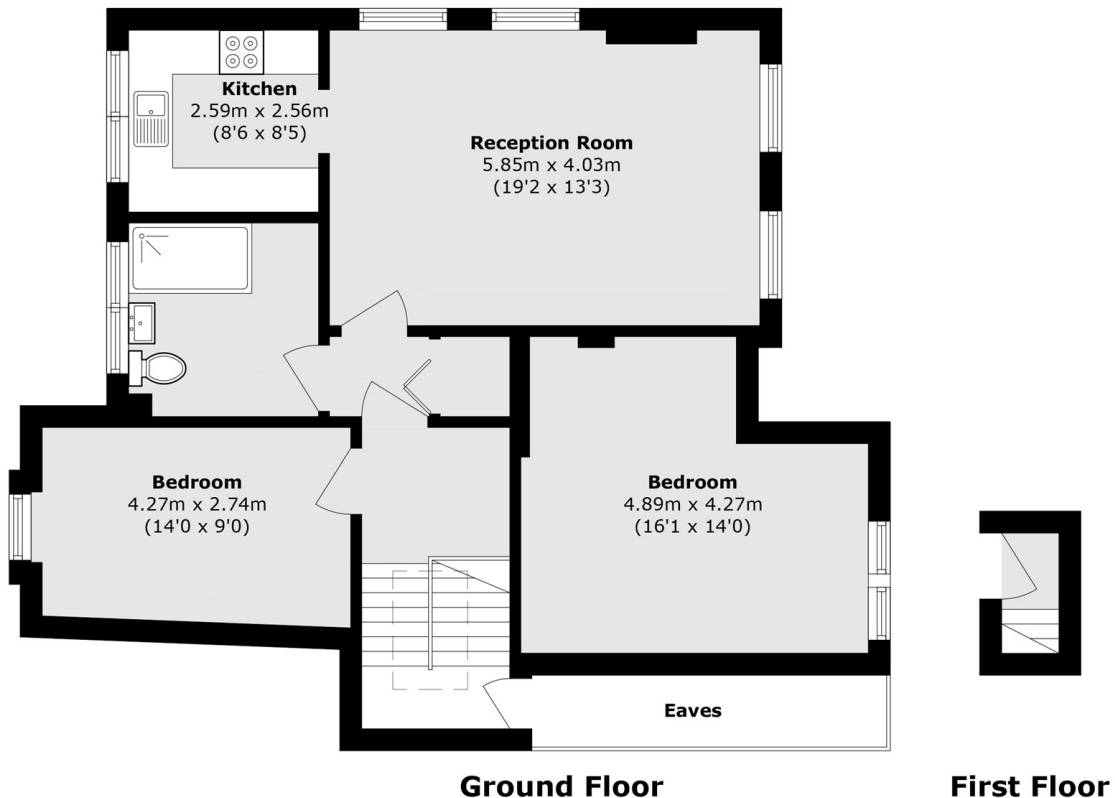 Kitchen
2.59m x 2.56m
(8'6 x 8'5)
Reception Room
5.85m x 4.03m
(19'2 x 13'3)
Bedroom
4.27m x 2.74m
(14'0 x 9'0)
Bedroom
4.89m x 4.27m
(16'1 x 14'0)
Eaves
Ground Floor
First Floor